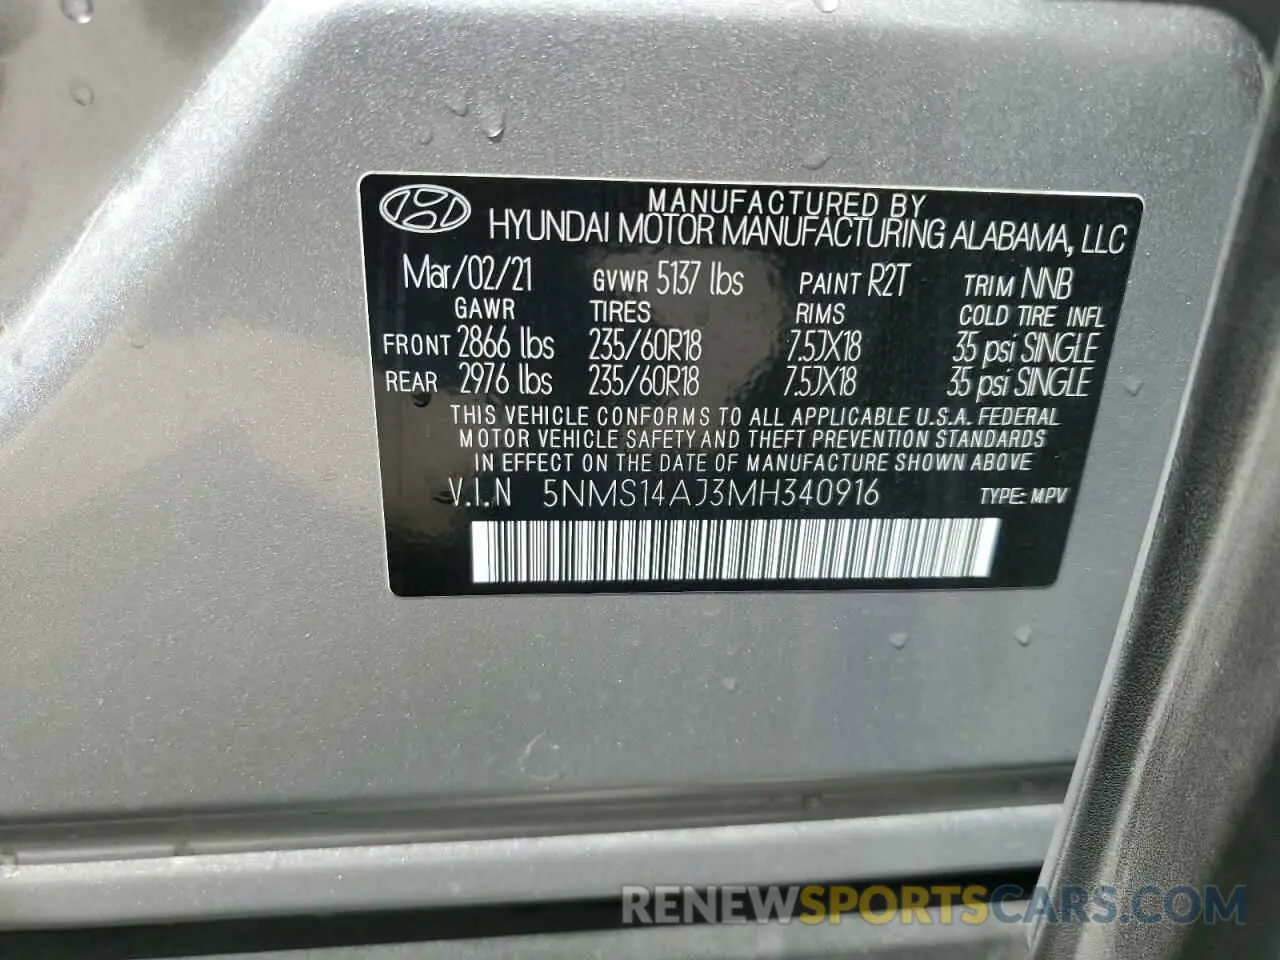 MANUFACTURED BY
HYUNDAI MOTOR MANUFACTURING ALABAMA, LLC
Mar/02/21 GVWR 5137 lbs PAINT R2T TRIM NNB
GAWR TIRES RIMS COLD TIRE INFL
FRONT 2866 lbs 235/60R18 7.5JX18 35 psi SINGLE
REAR 2976 lbs 235/60R18 7.5JX18 35 psi SINGLE
THIS VEHICLE CONFORMS TO ALL APPLICABLE U.S.A. FEDERAL
MOTOR VEHICLE SAFETY AND THEFT PREVENTION STANDARDS
IN EFFECT ON THE DATE OF MANUFACTURE SHOWN ABOVE
V.I.N 5NMS14AJ3MH340916 TYPE: MPV
RENEWSPORTSCARS.COM